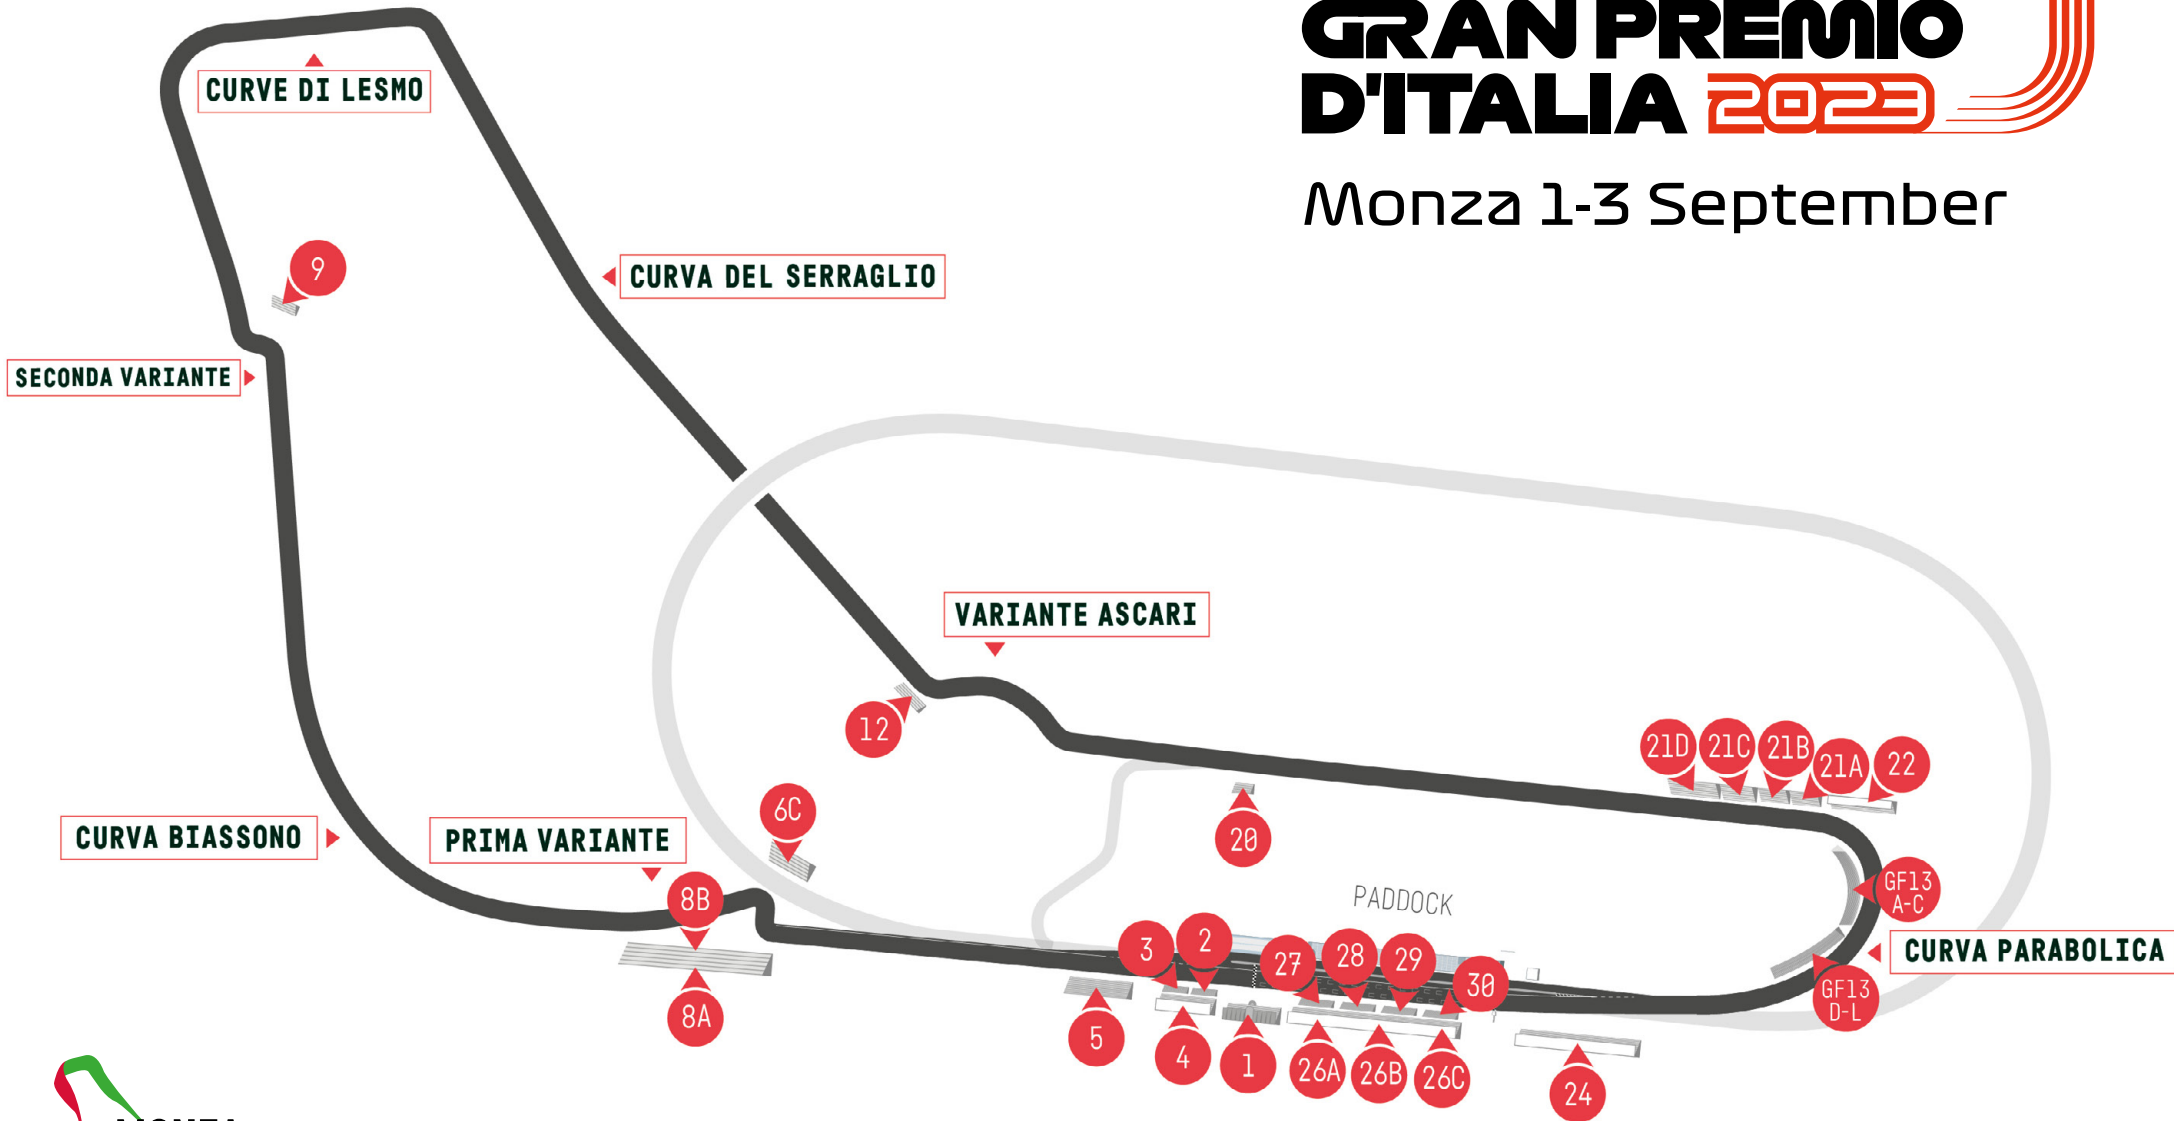 GRAN PREMIO
D'ITALIA 2023
Monza 1-3 September
CURVE DI LESMO
9
CURVA DEL SERRAGLIO
SECONDA VARIANTE
VARIANTE ASCARI
12
21D
21C
21B
21A
22
6C
CURVA BIASSONO
PRIMA VARIANTE
20
8B
GF13
A-C
PADDOCK
3
2
27
28
29
30
CURVA PARABOLICA
GF13
D-L
8A
5
4
1
26A
26B
26C
24
MONZA